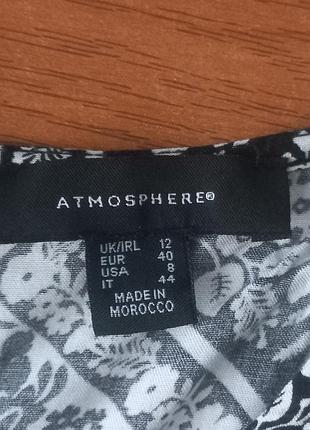 ATMOSPHERE®
UK/IRL 12
EUR 40
USA 8
IT 44
MADE IN
MOROCCO